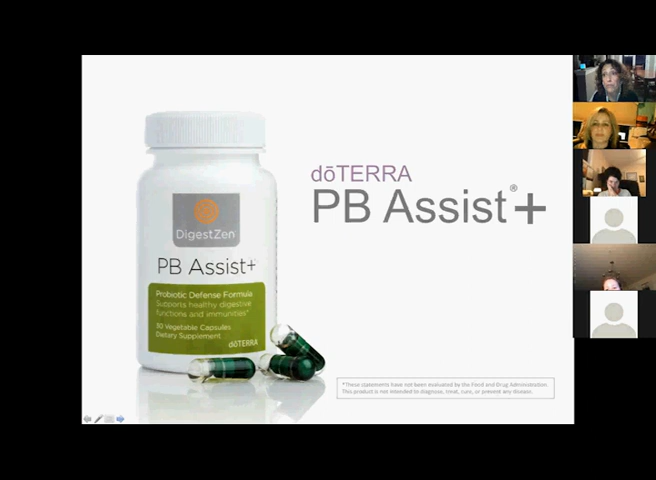 dōTERRA
PB Assist®+
DigestZen
PB Assist+
Probiotic Defense Formula
Supports healthy digestive
functions and immunities*
30 Vegetable Capsules
Dietary Supplement
dōTERRA
*These statements have not been evaluated by the Food and Drug Administration.
This product is not intended to diagnose, treat, cure, or prevent any disease.